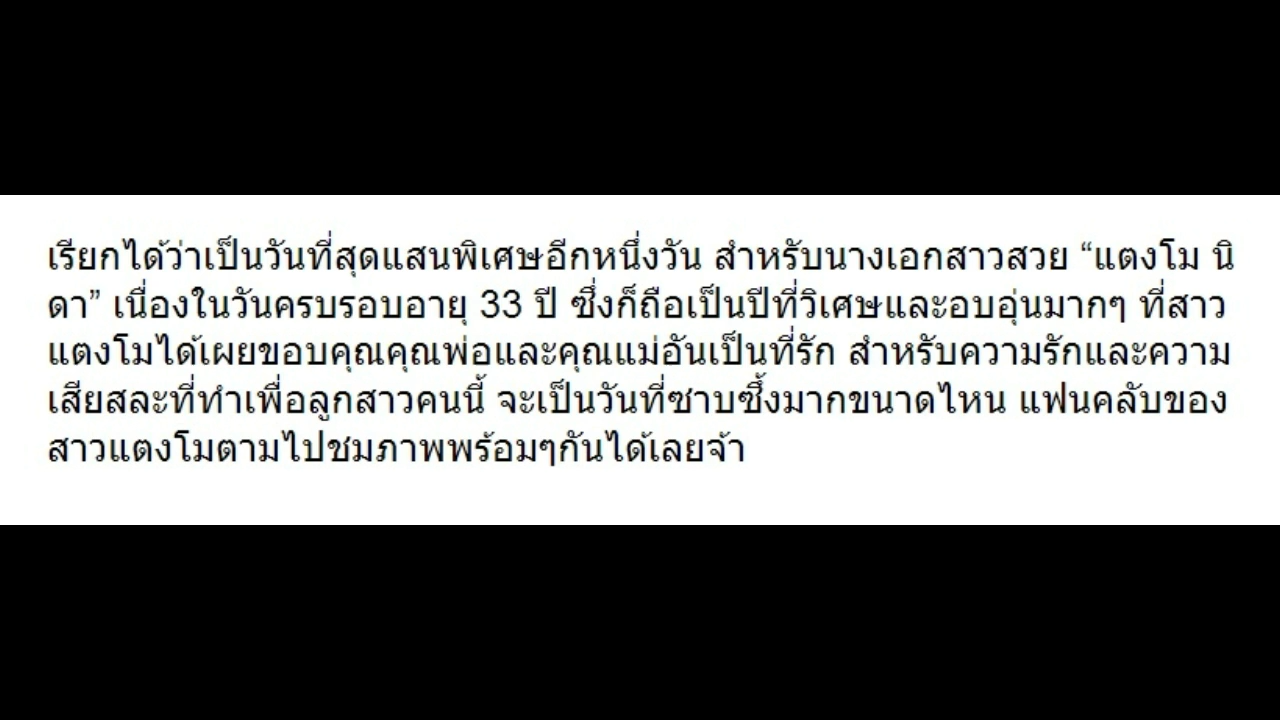 เรียกได้ว่าเป็นวันที่สุดแสนพิเศษอีกหนึ่งวัน สำหรับนางเอกสาวสวย “แตงโม นิ
ดา” เนื่องในวันครบรอบอายุ 33 ปี ซึ่งก็ถือเป็นปีที่วิเศษและอบอุ่นมากๆ ที่สาว
แตงโมได้เผยขอบคุณคุณพ่อและคุณแม่อันเป็นที่รัก สำหรับความรักและความ
เสียสละที่ทำเพื่อลูกสาวคนนี้ จะเป็นวันที่ซาบซึ้งมากขนาดไหน แฟนคลับของ
สาวแตงโมตามไปชมภาพพร้อมๆกันได้เลยจ้า